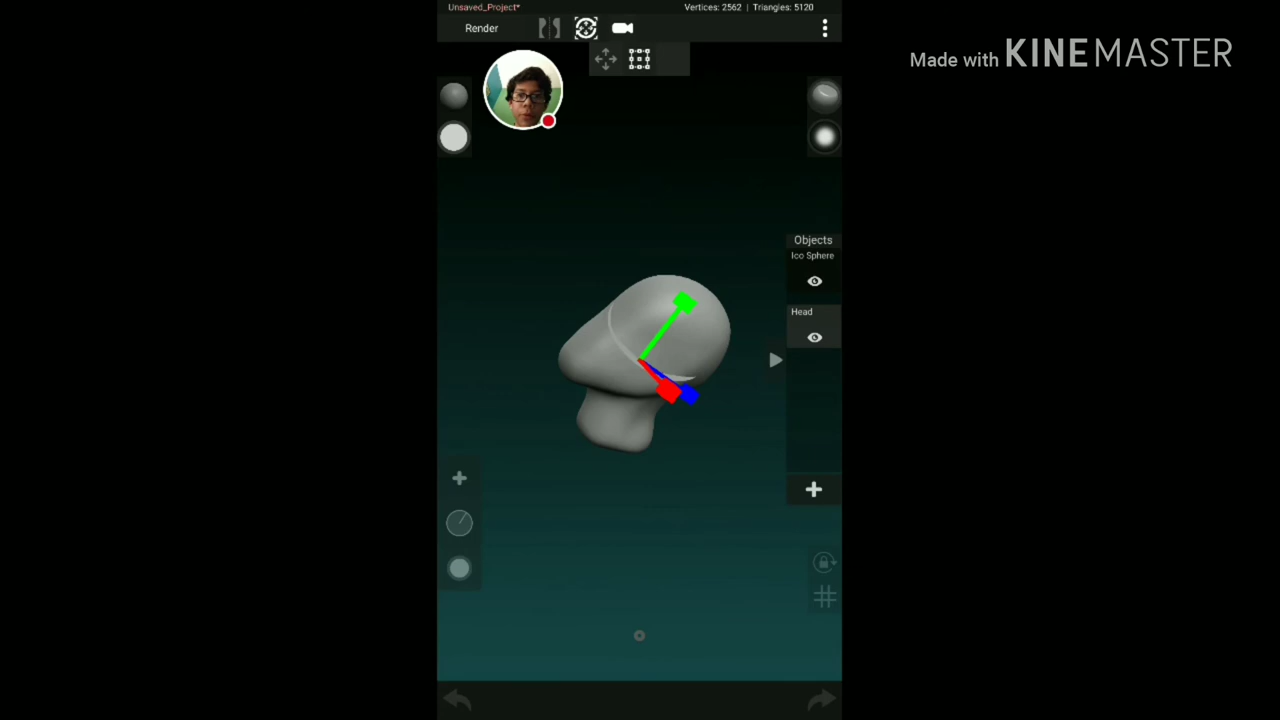 Unsaved_Project*
Vertices: 2562 | Triangles: 5120
Render
Made with KINEMASTER
Objects
Ico Sphere
Head